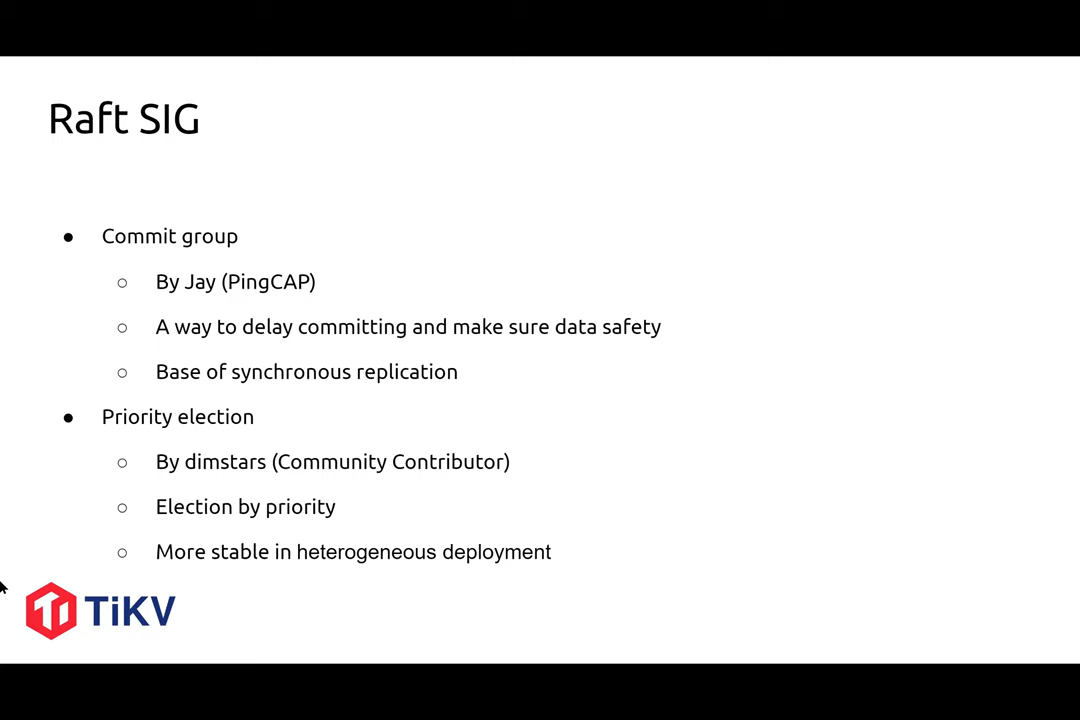 Raft SIG
● Commit group
○ By Jay (PingCAP)
○ A way to delay committing and make sure data safety
○ Base of synchronous replication
● Priority election
○ By dimstars (Community Contributor)
○ Election by priority
○ More stable in heterogeneous deployment
TiKV